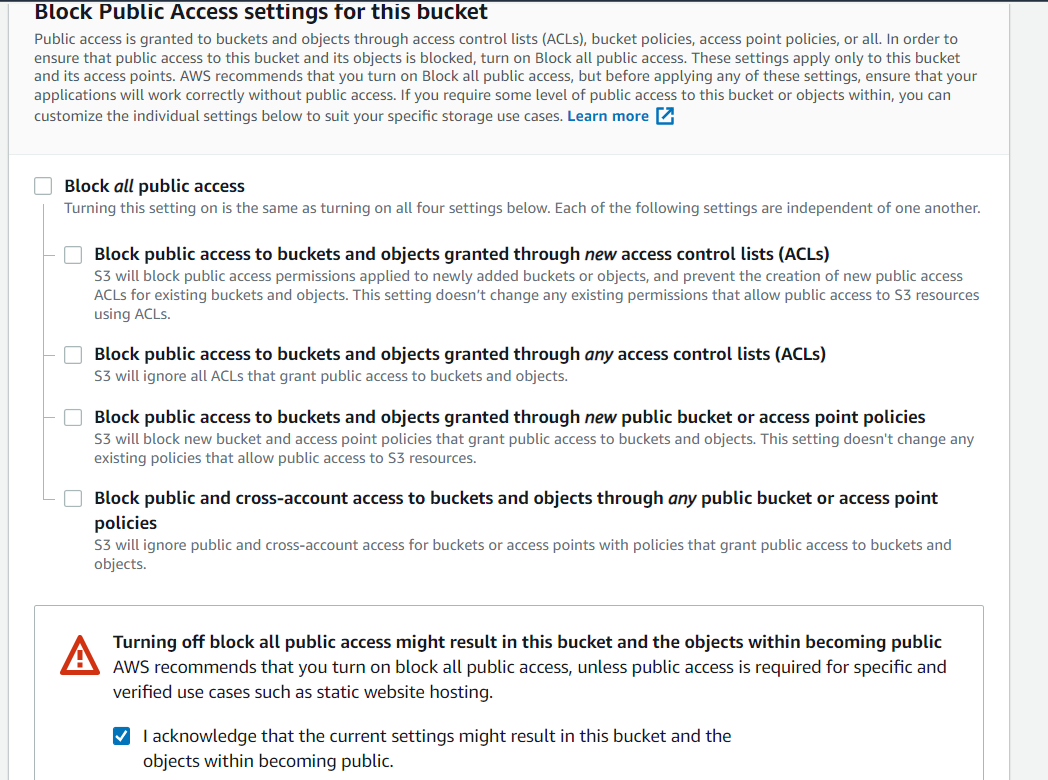 Block Public Access settings for this bucket
Public access is granted to buckets and objects through access control lists (ACLs), bucket policies, access point policies, or all. In order to
ensure that public access to this bucket and its objects is blocked, turn on Block all public access. These settings apply only to this bucket
and its access points. AWS recommends that you turn on Block all public access, but before applying any of these settings, ensure that your
applications will work correctly without public access. If you require some level of public access to this bucket or objects within, you can
customize the individual settings below to suit your specific storage use cases. Learn more
Block all public access
Turning this setting on is the same as turning on all four settings below. Each of the following settings are independent of one another.
Block public access to buckets and objects granted through new access control lists (ACLs)
S3 will block public access permissions applied to newly added buckets or objects, and prevent the creation of new public access
ACLs for existing buckets and objects. This setting doesn’t change any existing permissions that allow public access to S3 resources
using ACLs.
Block public access to buckets and objects granted through any access control lists (ACLs)
S3 will ignore all ACLs that grant public access to buckets and objects.
Block public access to buckets and objects granted through new public bucket or access point policies
S3 will block new bucket and access point policies that grant public access to buckets and objects. This setting doesn't change any
existing policies that allow public access to S3 resources.
Block public and cross-account access to buckets and objects through any public bucket or access point
policies
S3 will ignore public and cross-account access for buckets or access points with policies that grant public access to buckets and
objects.
Turning off block all public access might result in this bucket and the objects within becoming public
AWS recommends that you turn on block all public access, unless public access is required for specific and
verified use cases such as static website hosting.
I acknowledge that the current settings might result in this bucket and the
objects within becoming public.